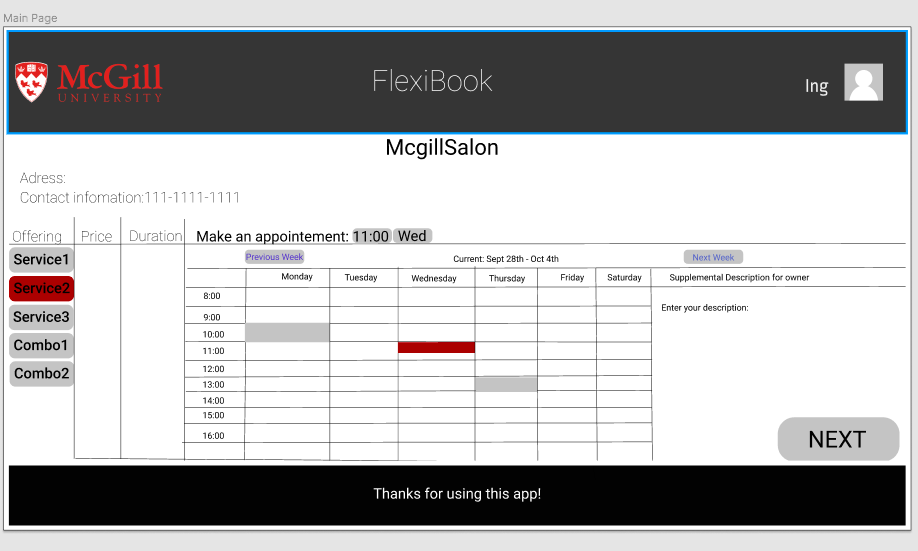 Main Page
McGill
UNIVERSITY
FlexiBook
Ing
McgillSalon
Adress:
Contact infomation:111-1111-1111
Offering Price Duration Make an appointement: 11:00 Wed
Service1
Service2
Service3
Combo1
Combo2
Previous Week Current: Sept 28th - Oct 4th Next Week
Monday Tuesday Wednesday Thursday Friday Saturday Supplemental Description for owner
8:00
9:00
10:00
11:00
12:00
13:00
14:00
15:00
16:00
Enter your description:
NEXT
Thanks for using this app!